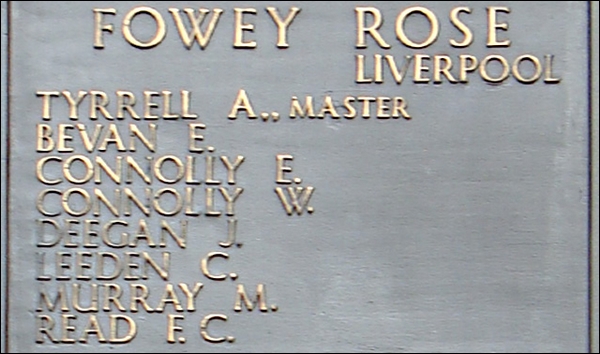 FOWEY ROSE
LIVERPOOL
TYRRELL A., MASTER
BEVAN E.
CONNOLLY E.
CONNOLLY W.
DEEGAN J.
LEEDEN C.
MURRAY M.
READ F. C.